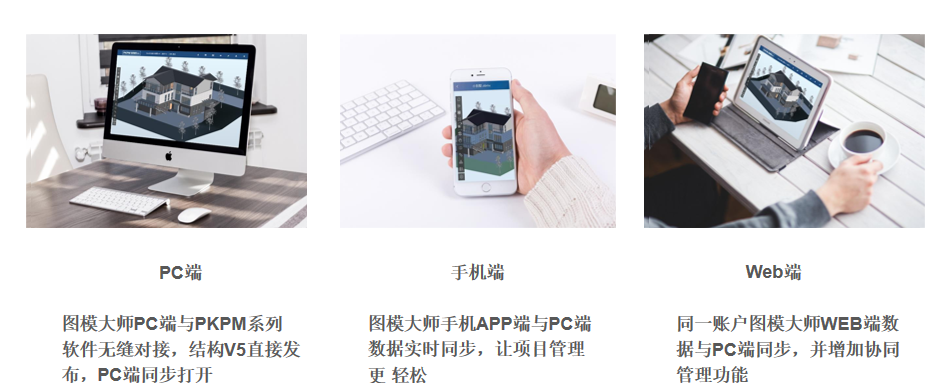 PC端
手机端
Web端
图模大师PC端与PKPM系列
软件无缝对接，结构V5直接发
布，PC端同步打开
图模大师手机APP端与PC端
数据实时同步，让项目管理
更 轻松
同一账户图模大师WEB端数
据与PC端同步，并增加协同
管理功能